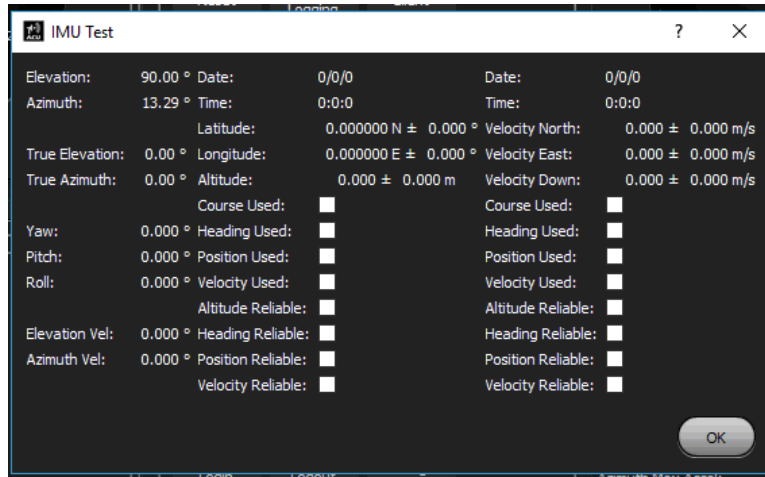 Logging
ACU IMU Test ? ×
Elevation: 90.00 ° Date: 0/0/0 Date: 0/0/0
Azimuth: 13.29 ° Time: 0:0:0 Time: 0:0:0
Latitude: 0.000000 N ± 0.000 ° Velocity North: 0.000 ± 0.000 m/s
True Elevation: 0.00 ° Longitude: 0.000000 E ± 0.000 ° Velocity East: 0.000 ± 0.000 m/s
True Azimuth: 0.00 ° Altitude: 0.000 ± 0.000 m Velocity Down: 0.000 ± 0.000 m/s
Course Used: Course Used:
Yaw: 0.000 ° Heading Used: Heading Used:
Pitch: 0.000 ° Position Used: Position Used:
Roll: 0.000 ° Velocity Used: Velocity Used:
Altitude Reliable: Altitude Reliable:
Elevation Vel: 0.000 ° Heading Reliable: Heading Reliable:
Azimuth Vel: 0.000 ° Position Reliable: Position Reliable:
Velocity Reliable: Velocity Reliable:
OK